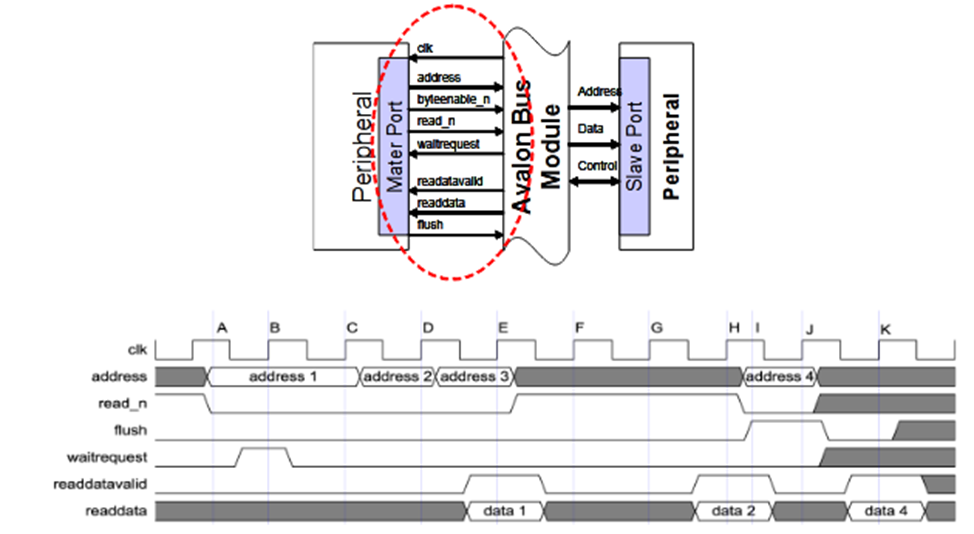 clk
address
byteenable_n
read_n
waitrequest
readatavalid
readdata
flush
Peripheral
Mater Port
Avalon Bus
Module
Address
Data
Control
Slave Port
Peripheral
A B C D E F G H I J K
clk
address address 1 address 2 address 3 address 4
read_n
flush
waitrequest
readdatavalid
readdata data 1 data 2 data 4